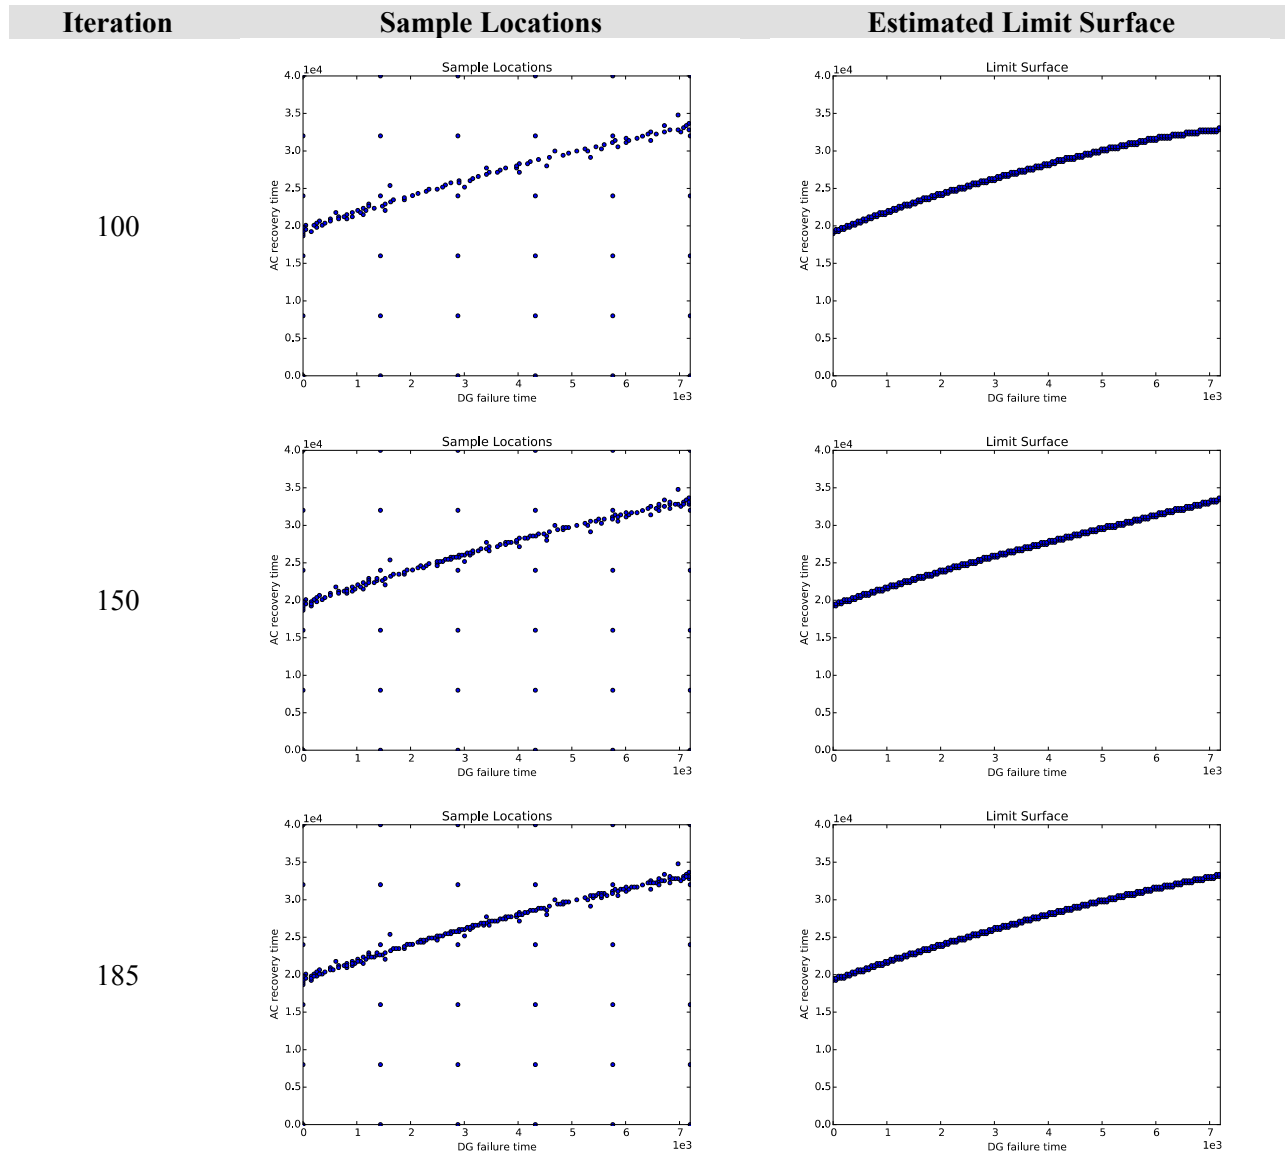 Iteration Sample Locations Estimated Limit Surface
100
Sample Locations
1e4
4.0
3.5
3.0
2.5
2.0
1.5
1.0
0.5
0.0
AC recovery time
0 1 2 3 4 5 6 7
1e3
DG failure time
Limit Surface
1e4
4.0
3.5
3.0
2.5
2.0
1.5
1.0
0.5
0.0
AC recovery time
0 1 2 3 4 5 6 7
1e3
DG failure time
150
Sample Locations
1e4
4.0
3.5
3.0
2.5
2.0
1.5
1.0
0.5
0.0
AC recovery time
0 1 2 3 4 5 6 7
1e3
DG failure time
Limit Surface
1e4
4.0
3.5
3.0
2.5
2.0
1.5
1.0
0.5
0.0
AC recovery time
0 1 2 3 4 5 6 7
1e3
DG failure time
185
Sample Locations
1e4
4.0
3.5
3.0
2.5
2.0
1.5
1.0
0.5
0.0
AC recovery time
0 1 2 3 4 5 6 7
1e3
DG failure time
Limit Surface
1e4
4.0
3.5
3.0
2.5
2.0
1.5
1.0
0.5
0.0
AC recovery time
0 1 2 3 4 5 6 7
1e3
DG failure time